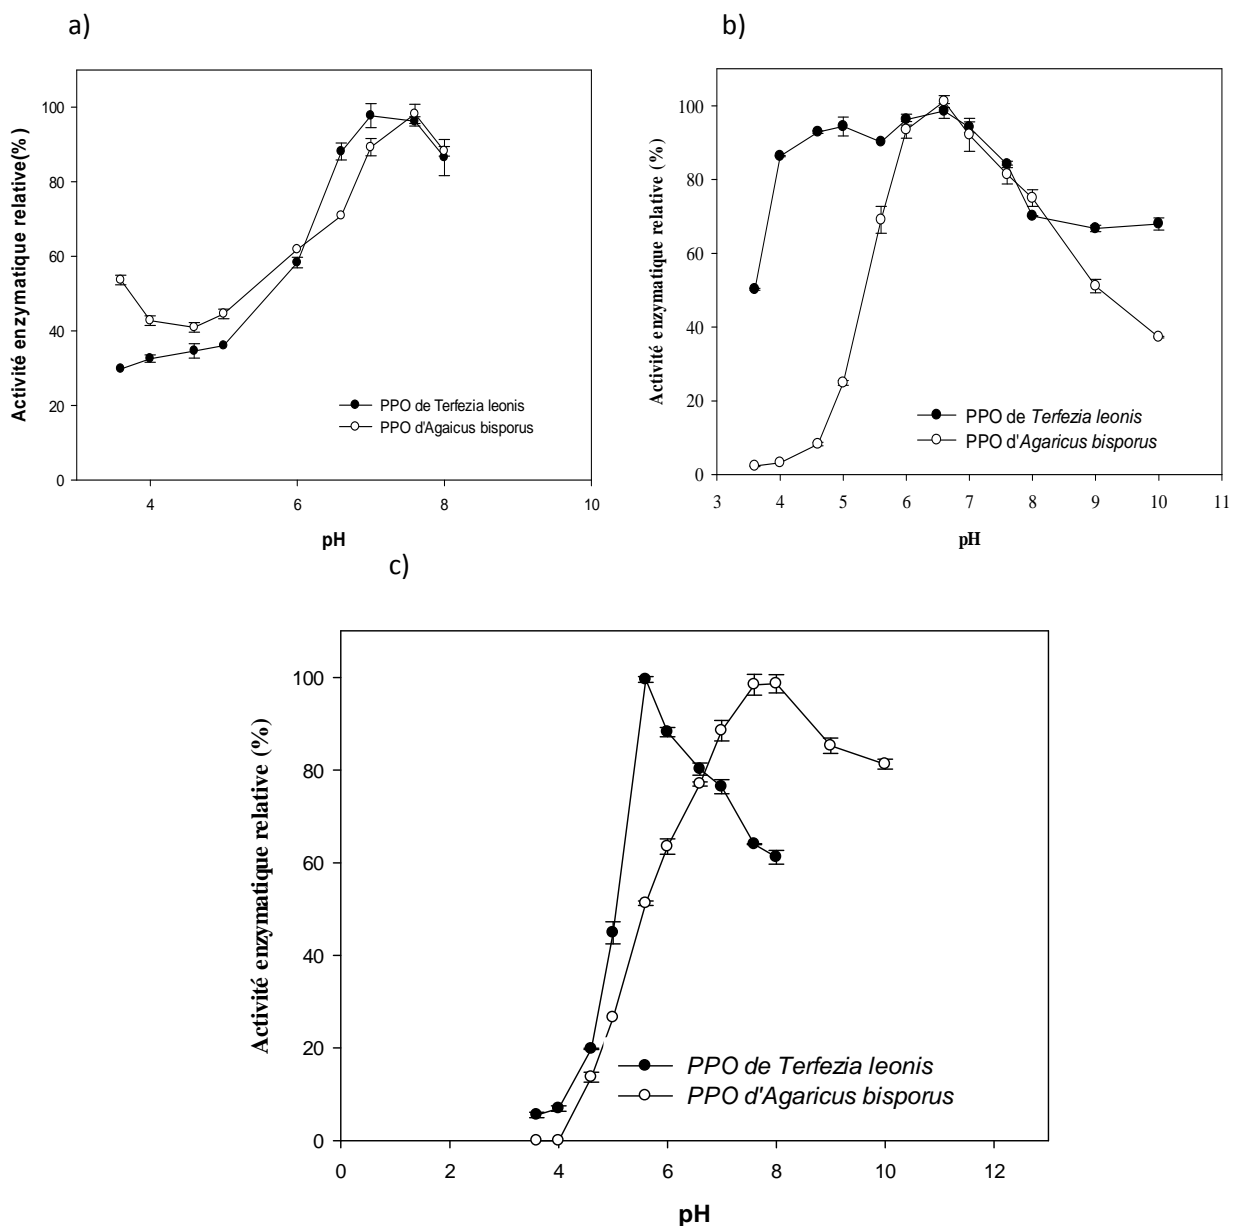 a)
Activité enzymatique relative(%)
100
80
60
40
20
0
PPO de Terfezia leonis
PPO d'Agaicus bisporus
4
6
8
10
pH
b)
Activité enzymatique relative (%)
100
80
60
40
20
0
PPO de Terfezia leonis
PPO d'Agaricus bisporus
3
4
5
6
7
8
9
10
11
pH
c)
Activité enzymatique relative (%)
100
80
60
40
20
0
PPO de Terfezia leonis
PPO d'Agaricus bisporus
0
2
4
6
8
10
12
pH